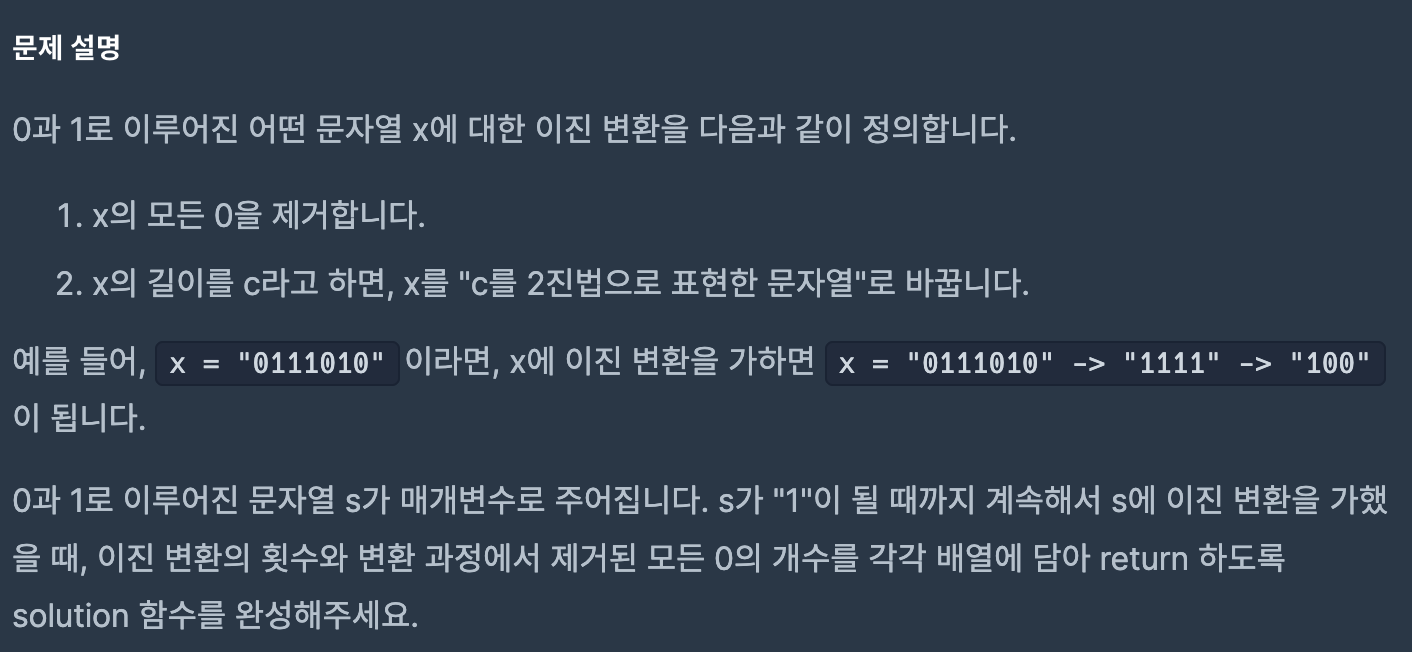 문제 설명
0과 1로 이루어진 어떤 문자열 x에 대한 이진 변환을 다음과 같이 정의합니다.
1. x의 모든 0을 제거합니다.
2. x의 길이를 c라고 하면, x를 "c를 2진법으로 표현한 문자열"로 바꿉니다.
예를 들어, x = "0111010" 이라면, x에 이진 변환을 가하면 x = "0111010" -> "1111" -> "100"
이 됩니다.
0과 1로 이루어진 문자열 s가 매개변수로 주어집니다. s가 "1"이 될 때까지 계속해서 s에 이진 변환을 가했
을 때, 이진 변환의 횟수와 변환 과정에서 제거된 모든 0의 개수를 각각 배열에 담아 return 하도록
solution 함수를 완성해주세요.